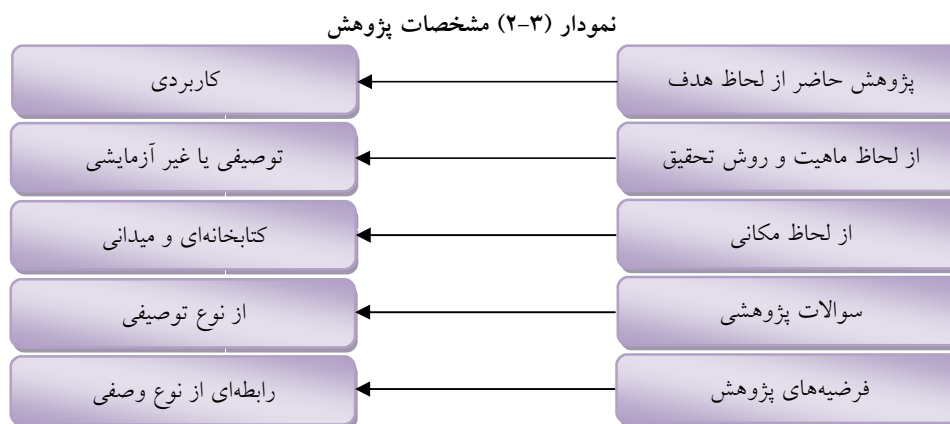 نمودار (۳-۲) مشخصات پژوهش
پژوهش حاضر از لحاظ هدف
کاربردی
از لحاظ ماهیت و روش تحقیق
توصیفی یا غیر آزمایشی
از لحاظ مکانی
کتابخانه‌ای و میدانی
سوالات پژوهشی
از نوع توصیفی
فرضیه‌های پژوهش
رابطه‌ای از نوع وصفی